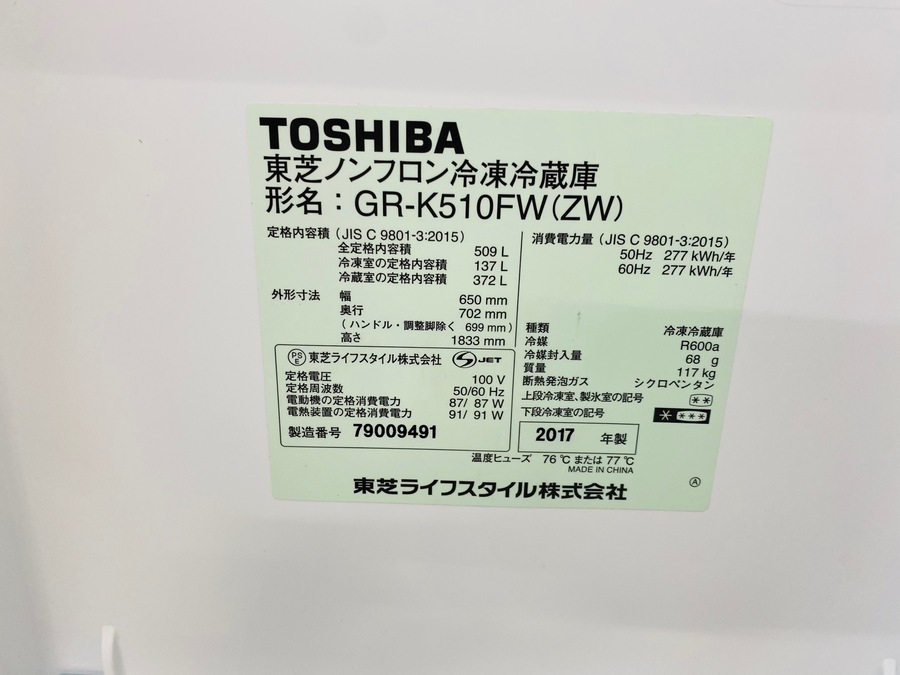 TOSHIBA
東芝ノンフロン冷凍冷蔵庫
形名：GR-K510FW(ZW)
定格内容積（JIS C 9801-3:2015）
全定格内容積 509 L
冷凍室の定格内容積 137 L
冷蔵室の定格内容積 372 L
外形寸法 幅 650 mm
奥行 702 mm
（ハンドル・調整脚除く 699 mm）
高さ 1833 mm
PSE 東芝ライフスタイル株式会社 JET
定格電圧 100 V
定格周波数 50/60 Hz
電動機の定格消費電力 87/ 87 W
電熱装置の定格消費電力 91/ 91 W
製造番号 79009491
消費電力量（JIS C 9801-3:2015）
50Hz 277 kWh/年
60Hz 277 kWh/年
種類 冷凍冷蔵庫
冷媒 R600a
冷媒封入量 68 g
質量 117 kg
断熱発泡ガス シクロペンタン
上段冷凍室、製氷室の記号 **
下段冷凍室の記号 * ***
2017 年製
温度ヒューズ 76 ℃ または 77 ℃
MADE IN CHINA
東芝ライフスタイル株式会社
Ⓐ